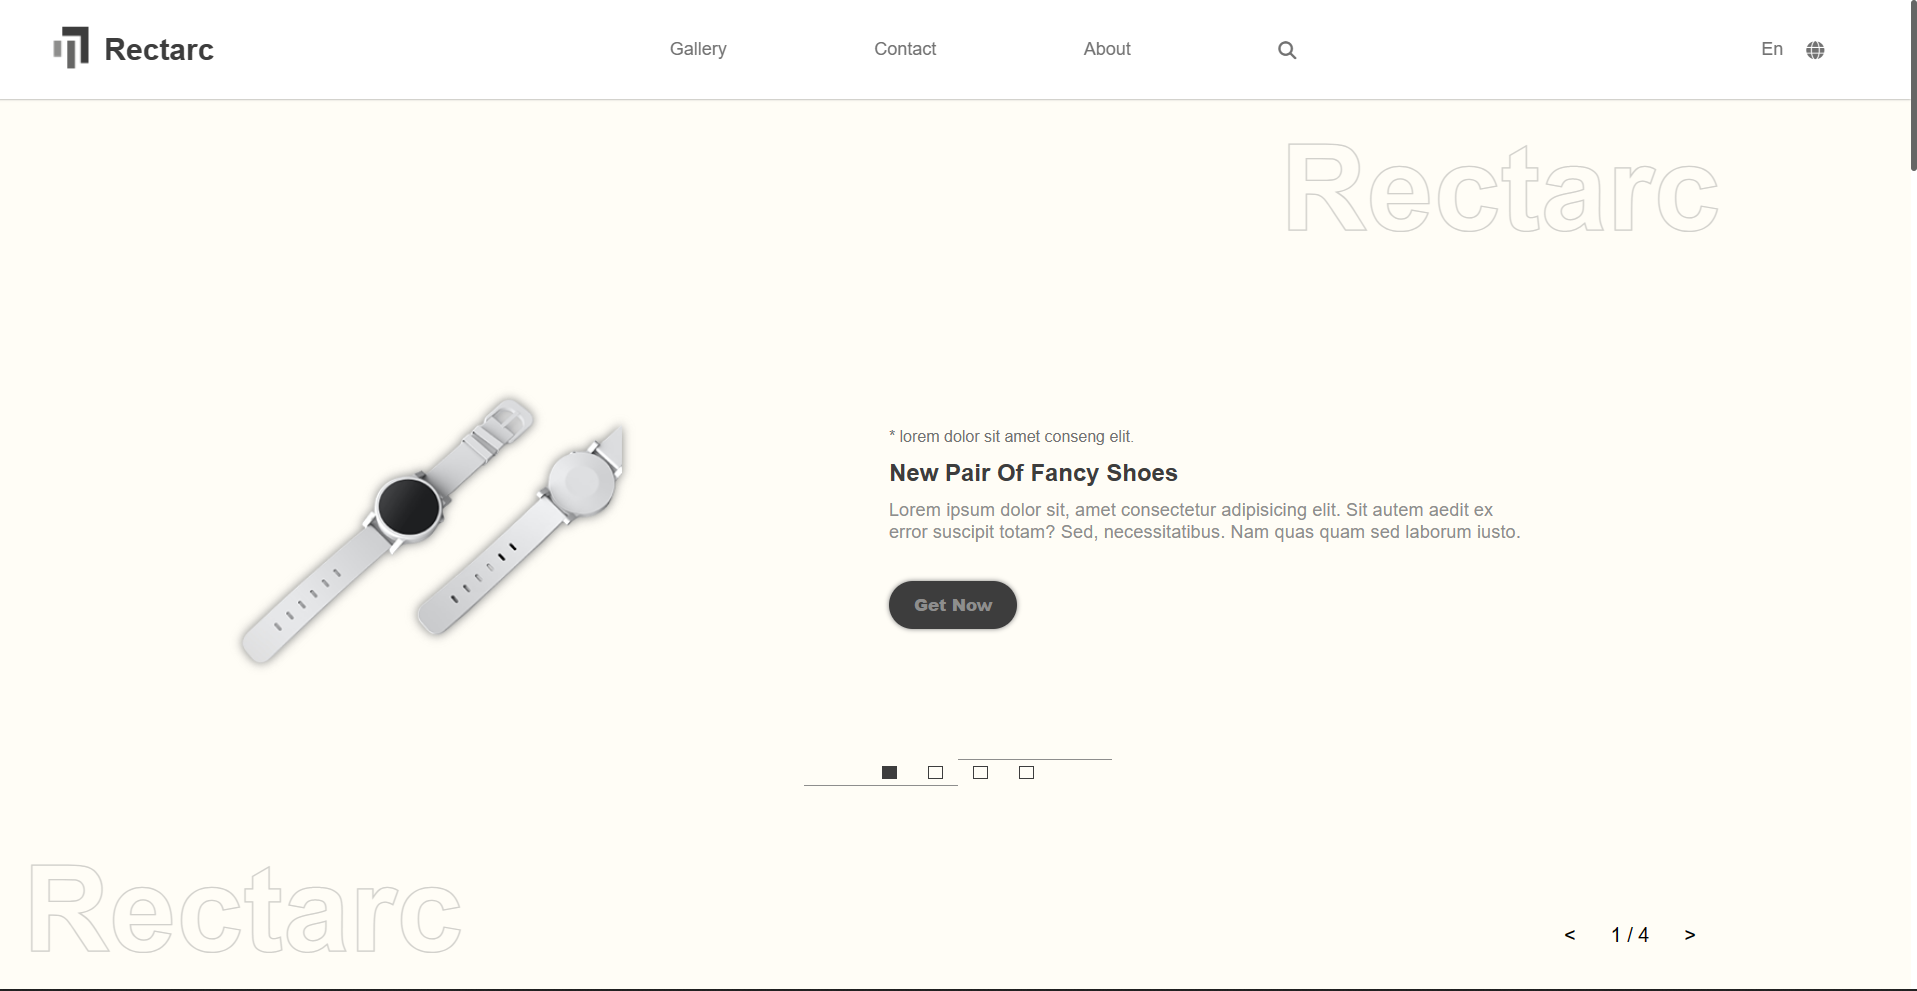 Rectarc
Gallery
Contact
About
En
Rectarc
* lorem dolor sit amet conseng elit.
New Pair Of Fancy Shoes
Lorem ipsum dolor sit, amet consectetur adipisicing elit. Sit autem aedit ex
error suscipit totam? Sed, necessitatibus. Nam quas quam sed laborum iusto.
Get Now
Rectarc
< 1 / 4 >